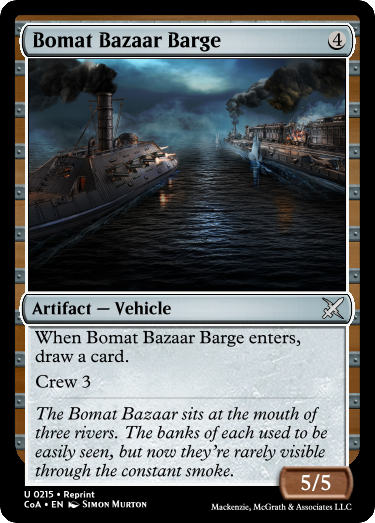 Bomat Bazaar Barge 4
Artifact — Vehicle
When Bomat Bazaar Barge enters,
draw a card.
Crew 3
The Bomat Bazaar sits at the mouth of
three rivers. The banks of each used to be
easily seen, but now they're rarely visible
through the constant smoke.
5/5
U 0215 • Reprint
CoA • EN Simon Murton
Mackenzie, McGrath & Associates LLC